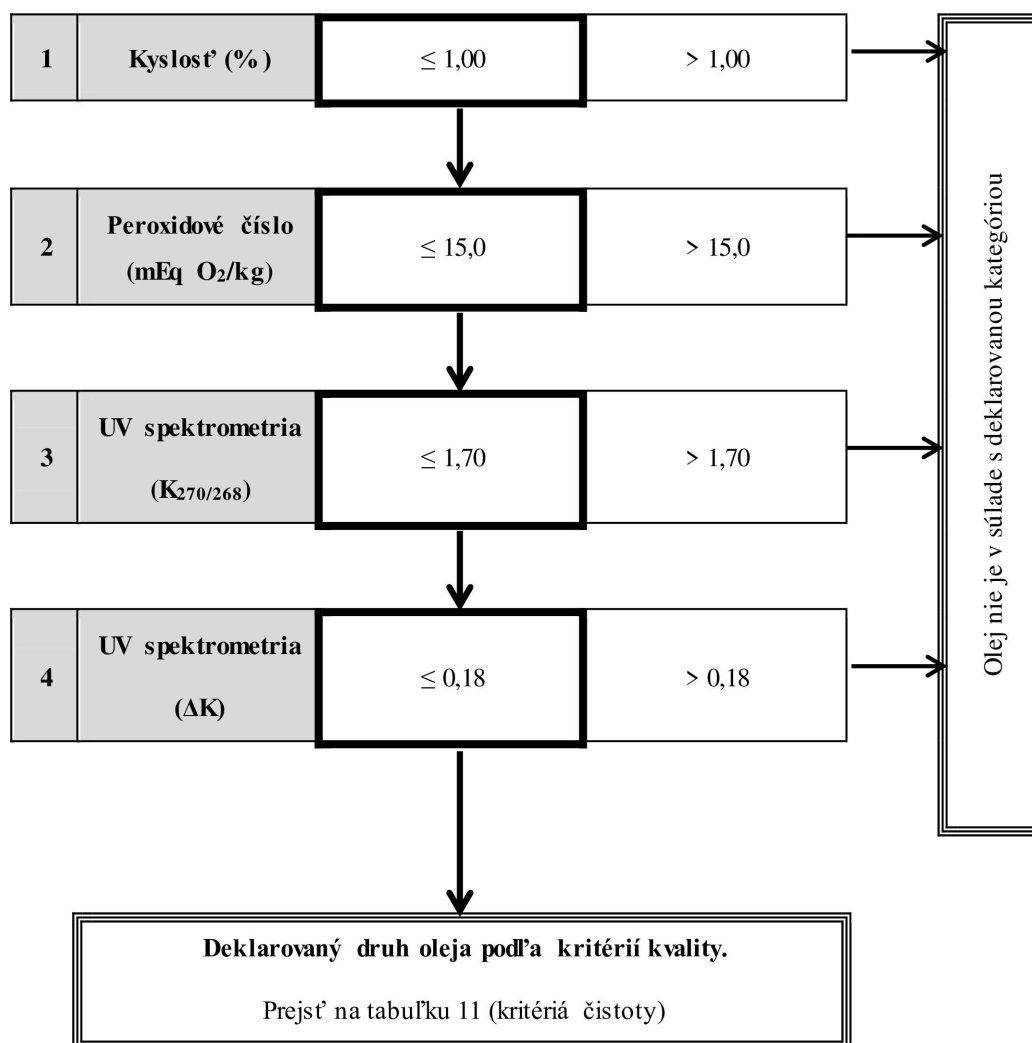 1 Kyslosť (%) ≤ 1,00 > 1,00
2 Peroxidové číslo (mEq O₂/kg) ≤ 15,0 > 15,0
3 UV spektrometria (K₂₇₀/₂₆₈) ≤ 1,70 > 1,70
4 UV spektrometria (ΔK) ≤ 0,18 > 0,18
Olej nie je v súlade s deklarovanou kategóriou
Deklarovaný druh oleja podľa kritérií kvality.
Prejsť na tabuľku 11 (kritériá čistoty)